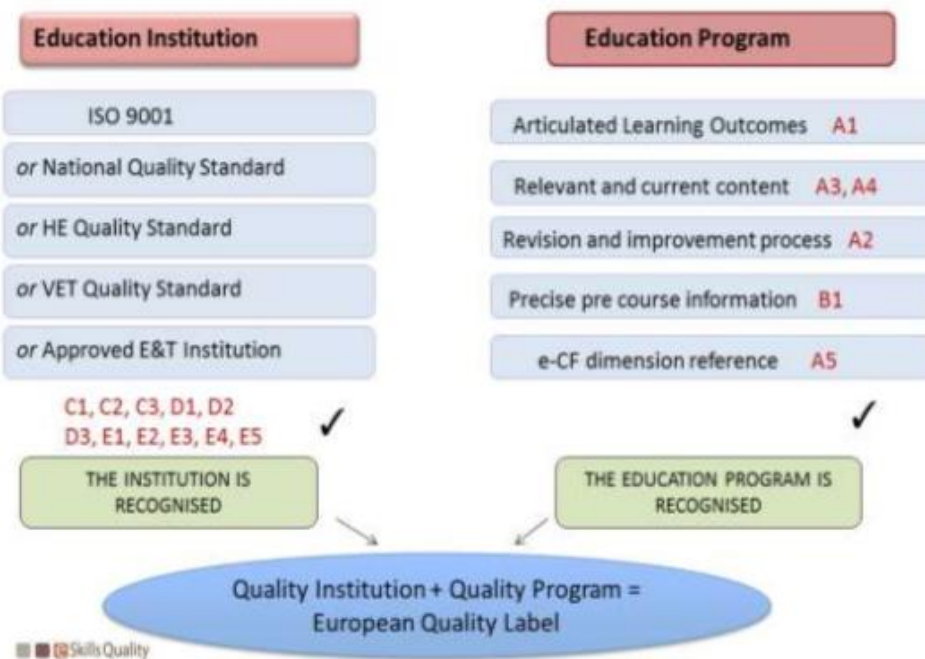 Education Institution
ISO 9001
or National Quality Standard
or HE Quality Standard
or VET Quality Standard
or Approved E&T Institution
C1, C2, C3, D1, D2
D3, E1, E2, E3, E4, E5
THE INSTITUTION IS
RECOGNISED
Education Program
Articulated Learning Outcomes A1
Relevant and current content A3, A4
Revision and improvement process A2
Precise pre course information B1
e-CF dimension reference A5
THE EDUCATION PROGRAM IS
RECOGNISED
Quality Institution + Quality Program =
European Quality Label
SkillsQuality